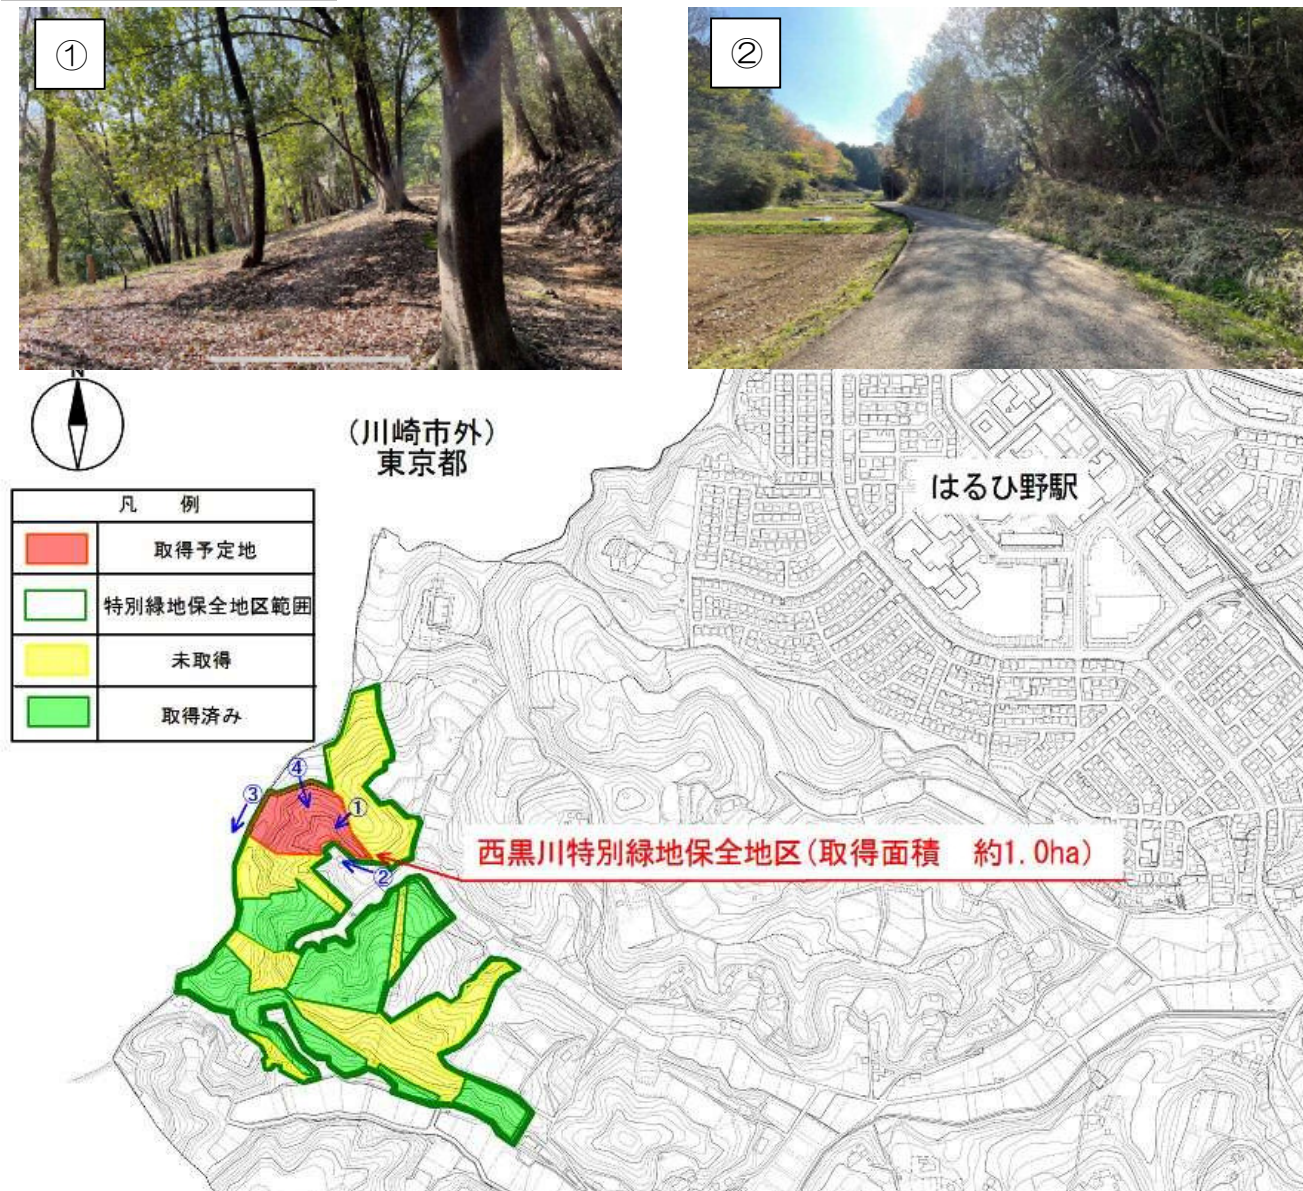 ①
②
N
(川崎市外)
東京都
はるひ野駅
凡 例
取得予定地
特別緑地保全地区範囲
未取得
取得済み
④
③
①
②
西黒川特別緑地保全地区(取得面積 約1.0ha)